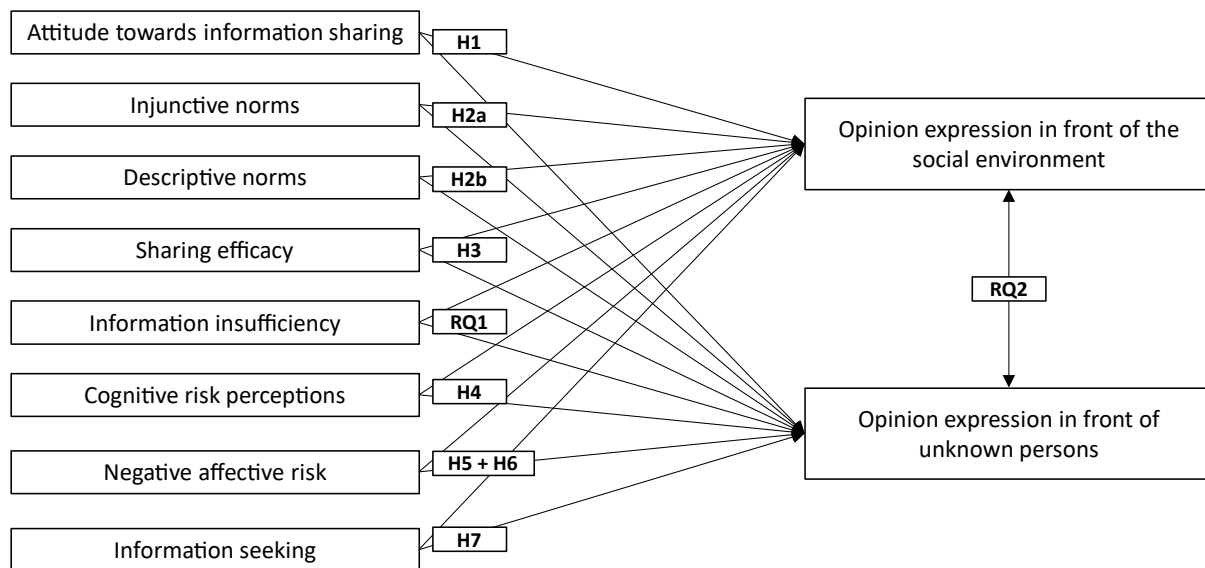 Attitude towards information sharing
H1
Injunctive norms
H2a
Descriptive norms
H2b
Sharing efficacy
H3
Information insufficiency
RQ1
Cognitive risk perceptions
H4
Negative affective risk
H5 + H6
Information seeking
H7
Opinion expression in front of the
social environment
RQ2
Opinion expression in front of
unknown persons